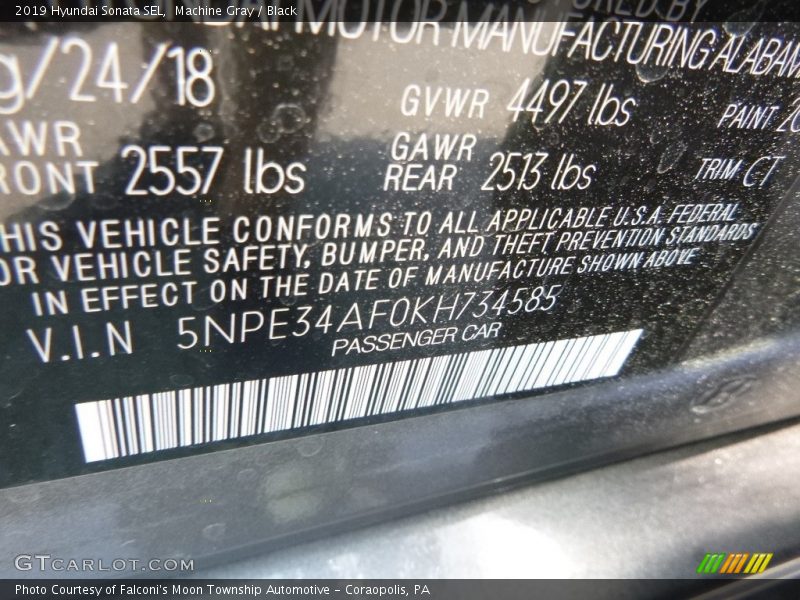 2019 Hyundai Sonata SEL, Machine Gray / Black
MOTOR MANUFACTURING ALABAM
/24/18
GVWR 4497 lbs
PAINT
AWR
RONT 2557 lbs
GAWR
REAR 2513 lbs
TRIM CT
THIS VEHICLE CONFORMS TO ALL APPLICABLE U.S.A. FEDERAL
OR VEHICLE SAFETY, BUMPER, AND THEFT PREVENTION STANDARDS
IN EFFECT ON THE DATE OF MANUFACTURE SHOWN ABOVE
V.I.N 5NPE34AF0KH734585
PASSENGER CAR
GTCARLOT.COM
Photo Courtesy of Falconi's Moon Township Automotive - Coraopolis, PA